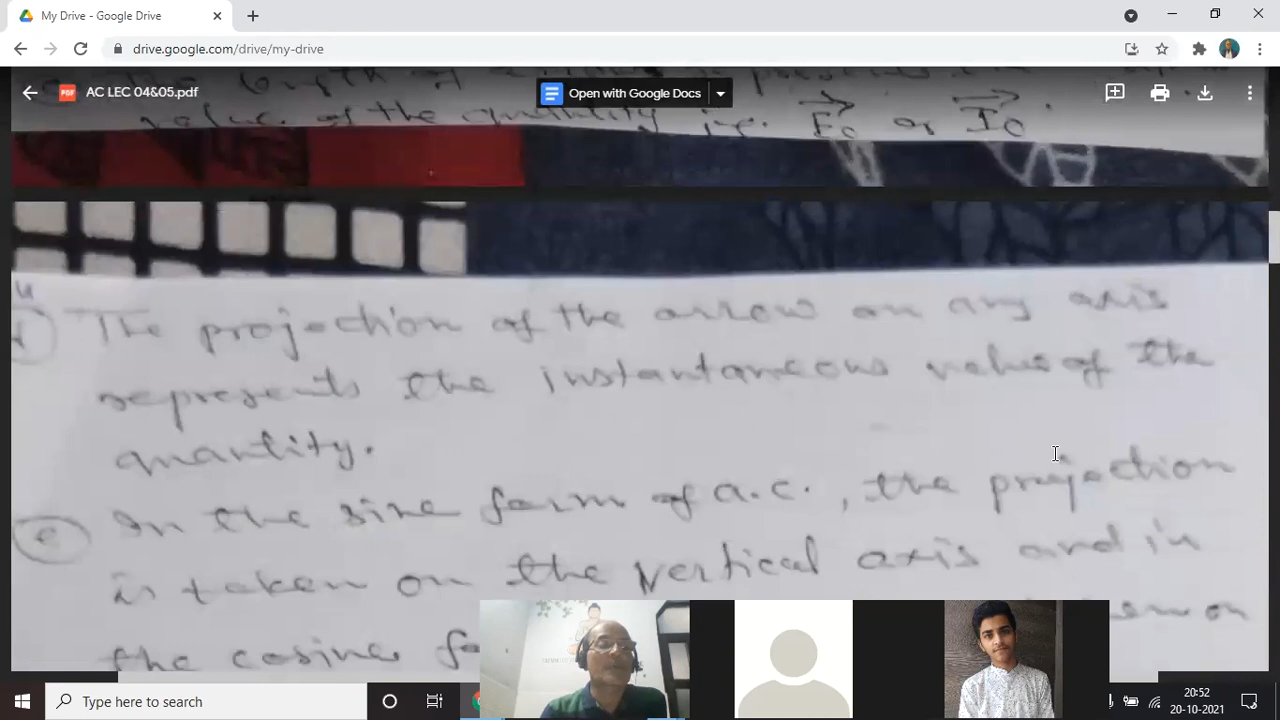 My Drive - Google Drive
drive.google.com/drive/my-drive
AC LEC 04&05.pdf
Open with Google Docs
value of the quantity i.e. E₀ or I₀.
The projection of the arrow on any axis
represents the instantaneous value of the
quantity.
e
In the sine form of a.c., the projection
is taken on the vertical axis and in
the cosine
on
Type here to search
20:52
20-10-2021